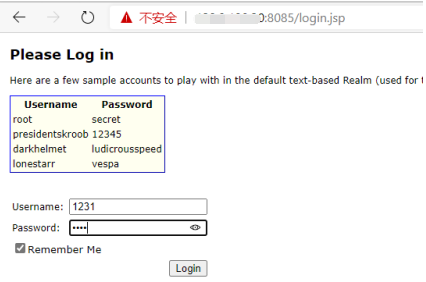 不安全 :8085/login.jsp
Please Log in
Here are a few sample accounts to play with in the default text-based Realm (used for
Username Password
root secret
presidentskroob 12345
darkhelmet ludicrousspeed
lonestarr vespa
Username: 1231
Password: ••••
Remember Me
Login